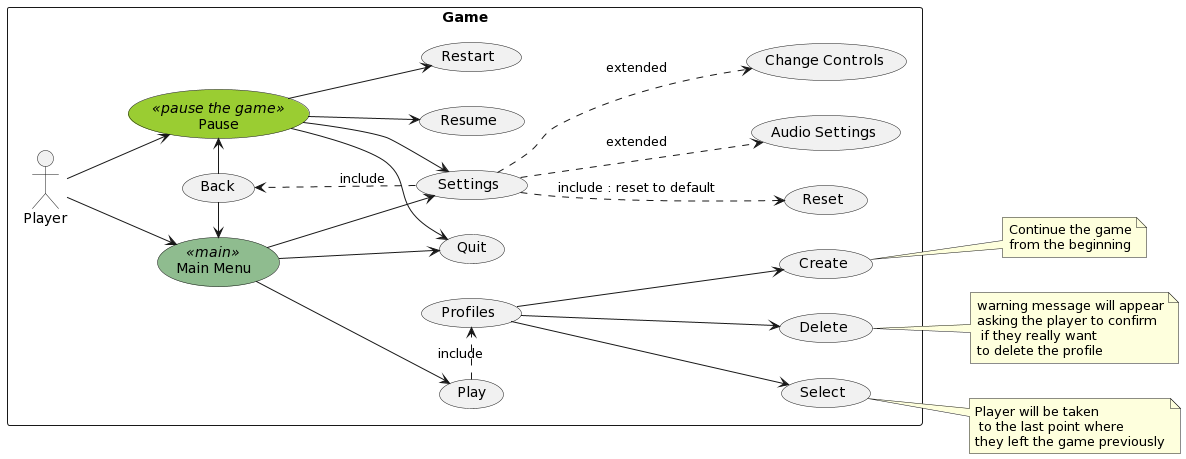 Game
Restart
Change Controls
extended
«pause the game»
Pause
Resume
Audio Settings
extended
Player
Back
include
Settings
include : reset to default
Reset
«main»
Main Menu
Quit
Create
Continue the game
from the beginning
Profiles
Delete
warning message will appear
asking the player to confirm
if they really want
to delete the profile
include
Play
Select
Player will be taken
to the last point where
they left the game previously